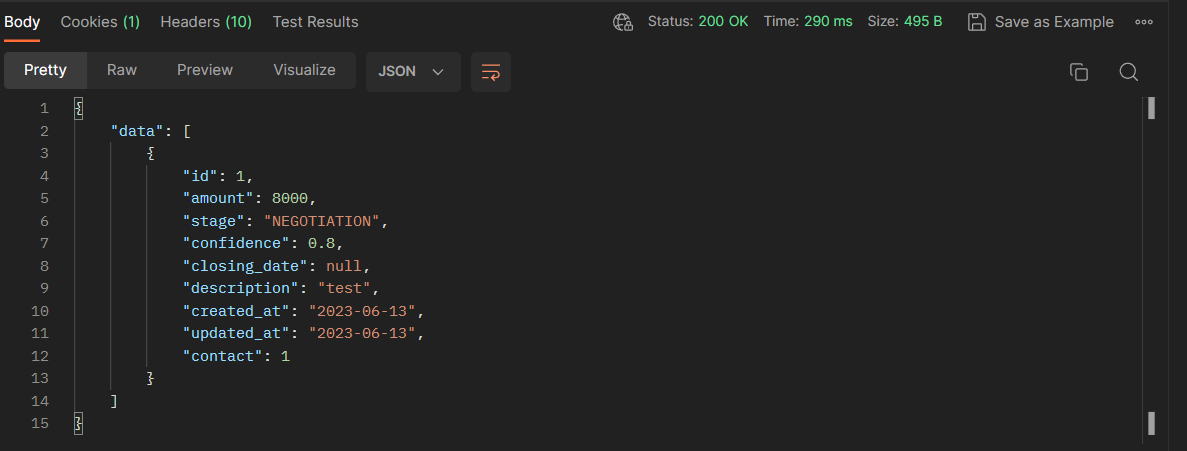 Body Cookies (1) Headers (10) Test Results Status: 200 OK Time: 290 ms Size: 495 B Save as Example
Pretty Raw Preview Visualize JSON
1 {
2 "data": [
3 {
4 "id": 1,
5 "amount": 8000,
6 "stage": "NEGOTIATION",
7 "confidence": 0.8,
8 "closing_date": null,
9 "description": "test",
10 "created_at": "2023-06-13",
11 "updated_at": "2023-06-13",
12 "contact": 1
13 }
14 ]
15 }